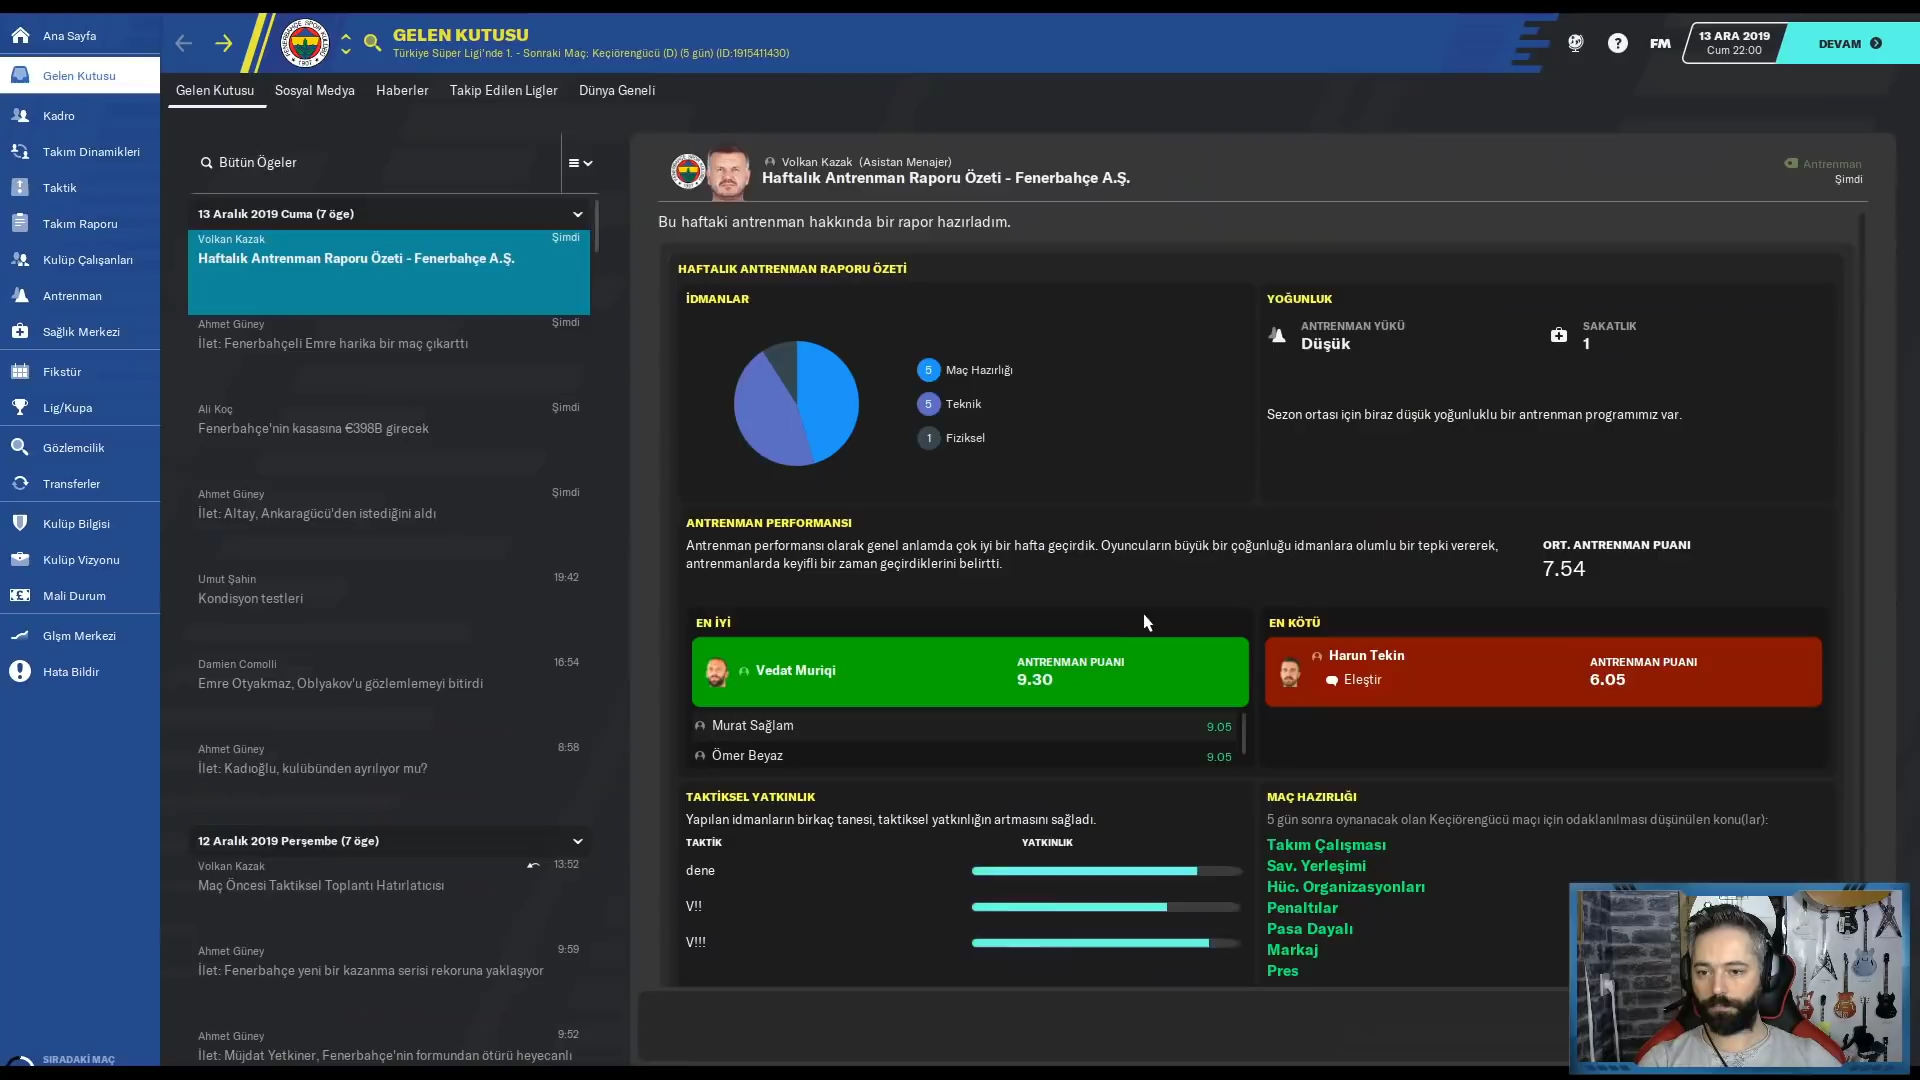 Ana Sayfa
Gelen Kutusu
Kadro
Takım Dinamikleri
Taktik
Takım Raporu
Kulüp Çalışanları
Antrenman
Sağlık Merkezi
Fikstür
Lig/Kupa
Gözlemcilik
Transferler
Kulüp Bilgisi
Kulüp Vizyonu
Mali Durum
Glşm Merkezi
Hata Bildir
SIRADAKİ MAÇ
GELEN KUTUSU
Türkiye Süper Ligi'nde 1. - Sonraki Maç: Keçiörengücü (D) (5 gün) (ID:1915411430)
FM
13 ARA 2019
Cum 22:00
DEVAM
Gelen Kutusu
Sosyal Medya
Haberler
Takip Edilen Ligler
Dünya Geneli
Bütün Ögeler
13 Aralık 2019 Cuma (7 öge)
Volkan Kazak
Şimdi
Haftalık Antrenman Raporu Özeti - Fenerbahçe A.Ş.
Ahmet Güney
Şimdi
İlet: Fenerbahçeli Emre harika bir maç çıkarttı
Ali Koç
Şimdi
Fenerbahçe'nin kasasına €398B girecek
Ahmet Güney
Şimdi
İlet: Altay, Ankaragücü'den istediğini aldı
Umut Şahin
19:42
Kondisyon testleri
Damien Comolli
16:54
Emre Otyakmaz, Oblyakov'u gözlemlemeyi bitirdi
Ahmet Güney
8:58
İlet: Kadıoğlu, kulübünden ayrılıyor mu?
12 Aralık 2019 Perşembe (7 öge)
Volkan Kazak
13:52
Maç Öncesi Taktiksel Toplantı Hatırlatıcısı
Ahmet Güney
9:59
İlet: Fenerbahçe yeni bir kazanma serisi rekoruna yaklaşıyor
Ahmet Güney
9:52
İlet: Müjdat Yetkiner, Fenerbahçe'nin formundan ötürü heyecanlı
Volkan Kazak (Asistan Menajer)
Haftalık Antrenman Raporu Özeti - Fenerbahçe A.Ş.
Antrenman
Şimdi
Bu haftaki antrenman hakkında bir rapor hazırladım.
HAFTALIK ANTRENMAN RAPORU ÖZETİ
İDMANLAR
5 Maç Hazırlığı
5 Teknik
1 Fiziksel
YOĞUNLUK
ANTRENMAN YÜKÜ
Düşük
SAKATLIK
1
Sezon ortası için biraz düşük yoğunluklu bir antrenman programımız var.
ANTRENMAN PERFORMANSI
Antrenman performansı olarak genel anlamda çok iyi bir hafta geçirdik. Oyuncuların büyük bir çoğunluğu idmanlara olumlu bir tepki vererek,
antrenmanlarda keyifli bir zaman geçirdiklerini belirtti.
ORT. ANTRENMAN PUANI
7.54
EN İYİ
Vedat Muriqi
ANTRENMAN PUANI
9.30
Murat Sağlam
9.05
Ömer Beyaz
9.05
EN KÖTÜ
Harun Tekin
Eleştir
ANTRENMAN PUANI
6.05
TAKTİKSEL YATKINLIK
Yapılan idmanların birkaç tanesi, taktiksel yatkınlığın artmasını sağladı.
TAKTİK
YATKINLIK
dene
V!!
V!!!
MAÇ HAZIRLIĞI
5 gün sonra oynanacak olan Keçiörengücü maçı için odaklanılması düşünülen konu(lar):
Takım Çalışması
Sav. Yerleşimi
Hüc. Organizasyonları
Penaltılar
Pasa Dayalı
Markaj
Pres